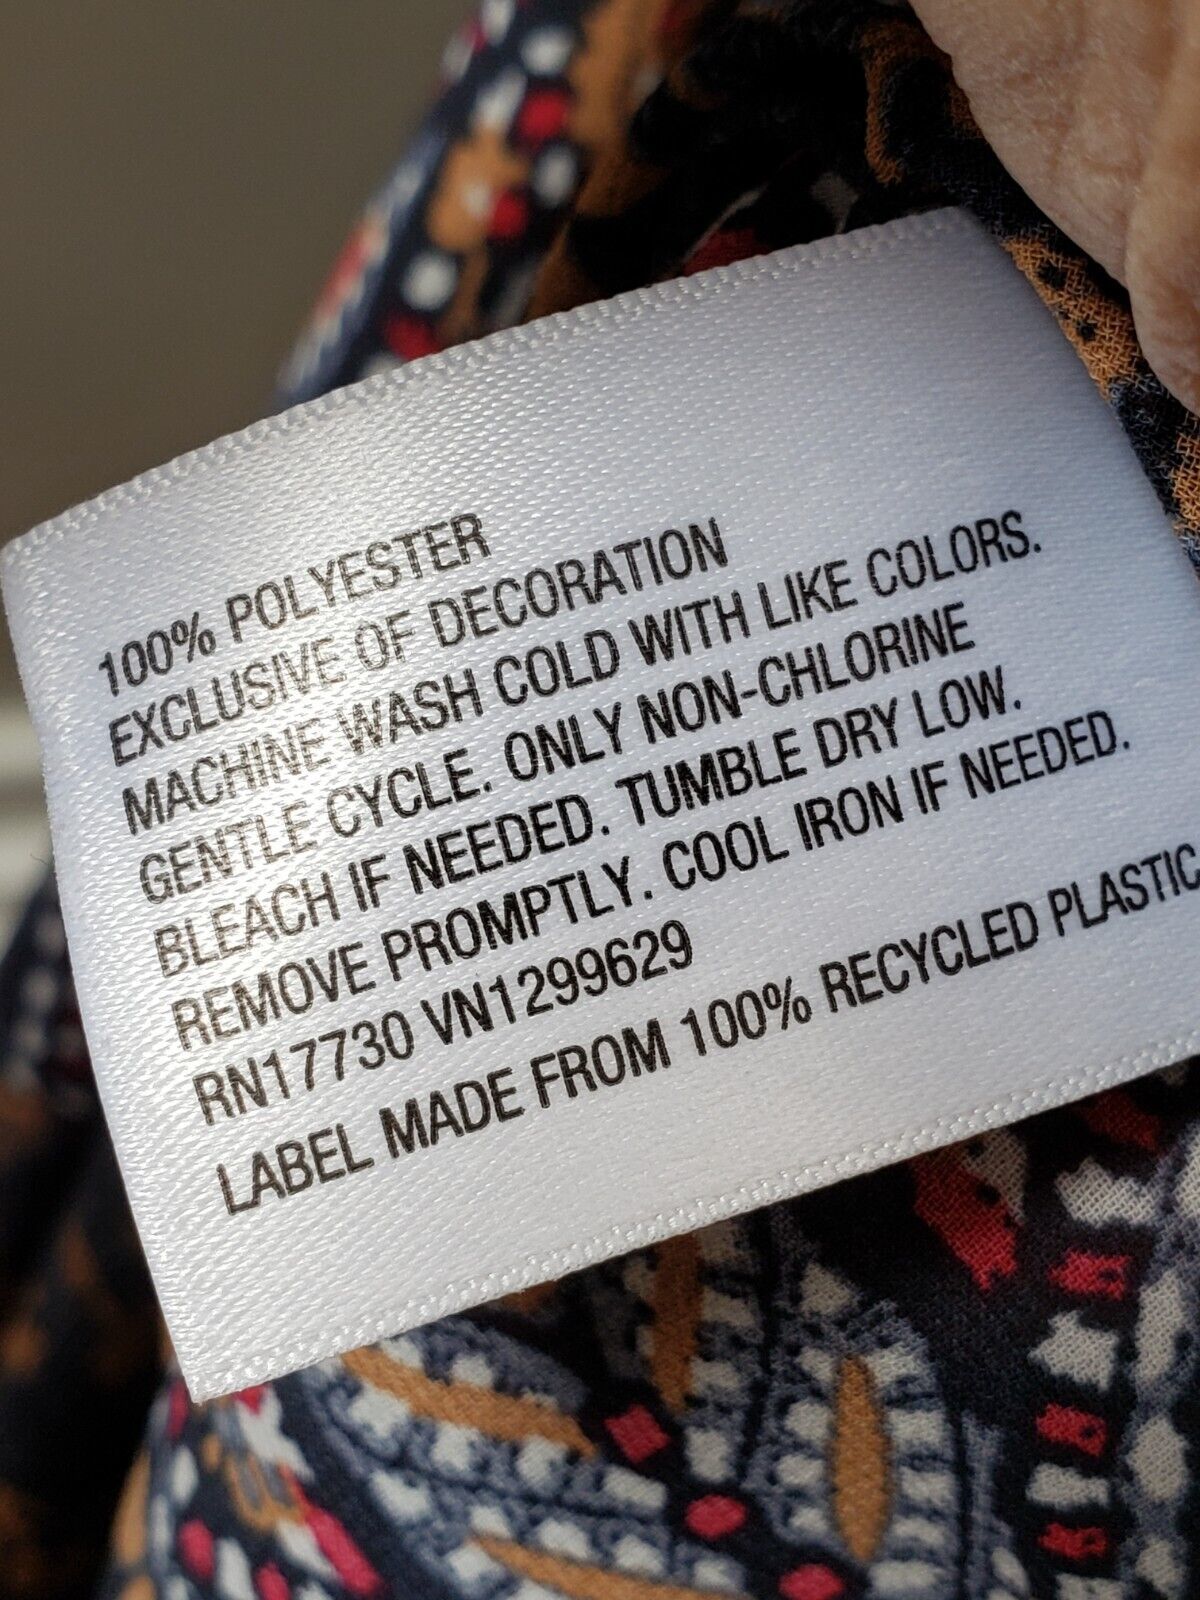 100% POLYESTER
EXCLUSIVE OF DECORATION
MACHINE WASH COLD WITH LIKE COLORS.
GENTLE CYCLE. ONLY NON-CHLORINE
BLEACH IF NEEDED. TUMBLE DRY LOW.
REMOVE PROMPTLY. COOL IRON IF NEEDED.
RN17730 VN1299629
LABEL MADE FROM 100% RECYCLED PLASTIC